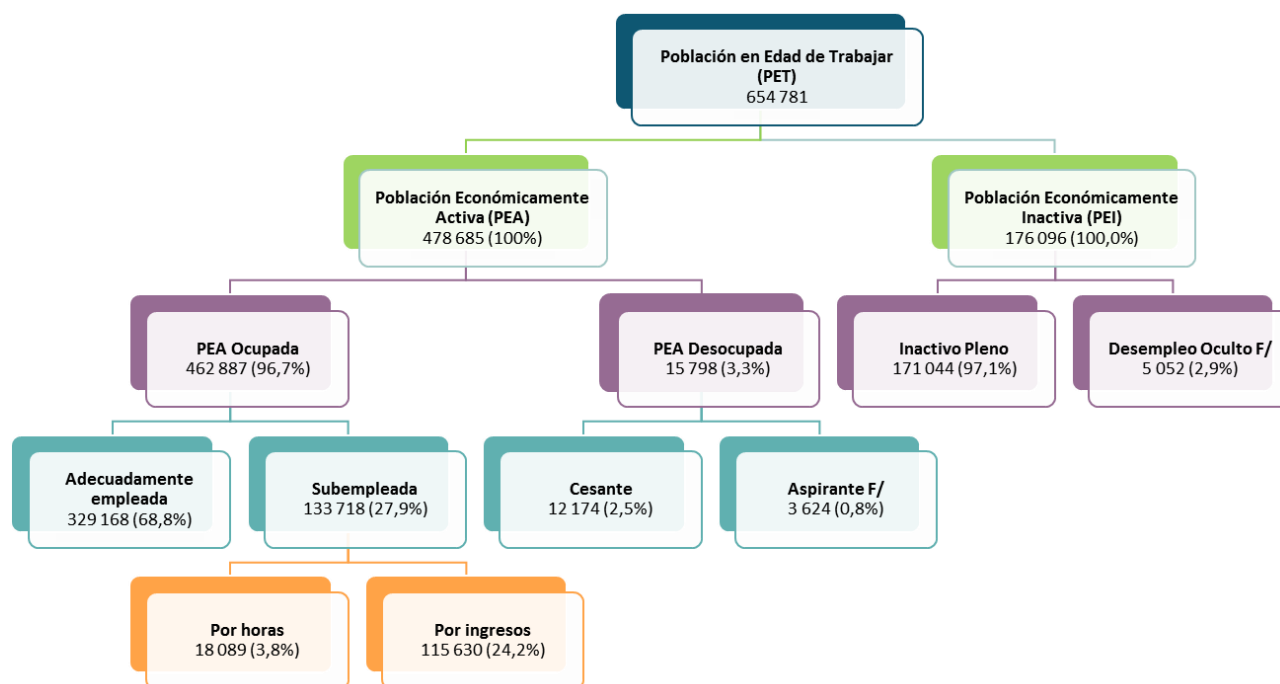 Población en Edad de Trabajar
(PET)
654 781
Población Económicamente
Activa (PEA)
478 685 (100%)
Población Económicamente
Inactiva (PEI)
176 096 (100,0%)
PEA Ocupada
462 887 (96,7%)
PEA Desocupada
15 798 (3,3%)
Inactivo Pleno
171 044 (97,1%)
Desempleo Oculto F/
5 052 (2,9%)
Adecuadamente
empleada
329 168 (68,8%)
Subempleada
133 718 (27,9%)
Cesante
12 174 (2,5%)
Aspirante F/
3 624 (0,8%)
Por horas
18 089 (3,8%)
Por ingresos
115 630 (24,2%)